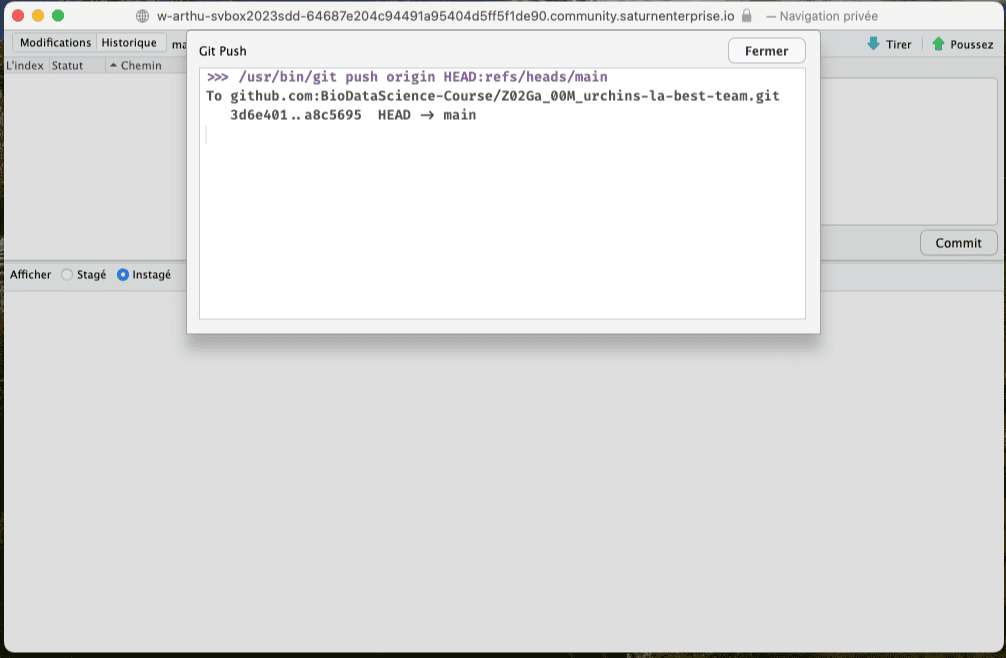 w-arthu-svbox2023sdd-64687e204c94491a95404d5ff5f1de90.community.saturnenterprise.io — Navigation privée
Modifications Historique ma
Tirer Poussez
L'index Statut Chemin
Git Push
Fermer
>>> /usr/bin/git push origin HEAD:refs/heads/main
To github.com:BioDataScience-Course/Z02Ga_00M_urchins-la-best-team.git
3d6e401..a8c5695 HEAD -> main
Commit
Afficher Stagé Instagé